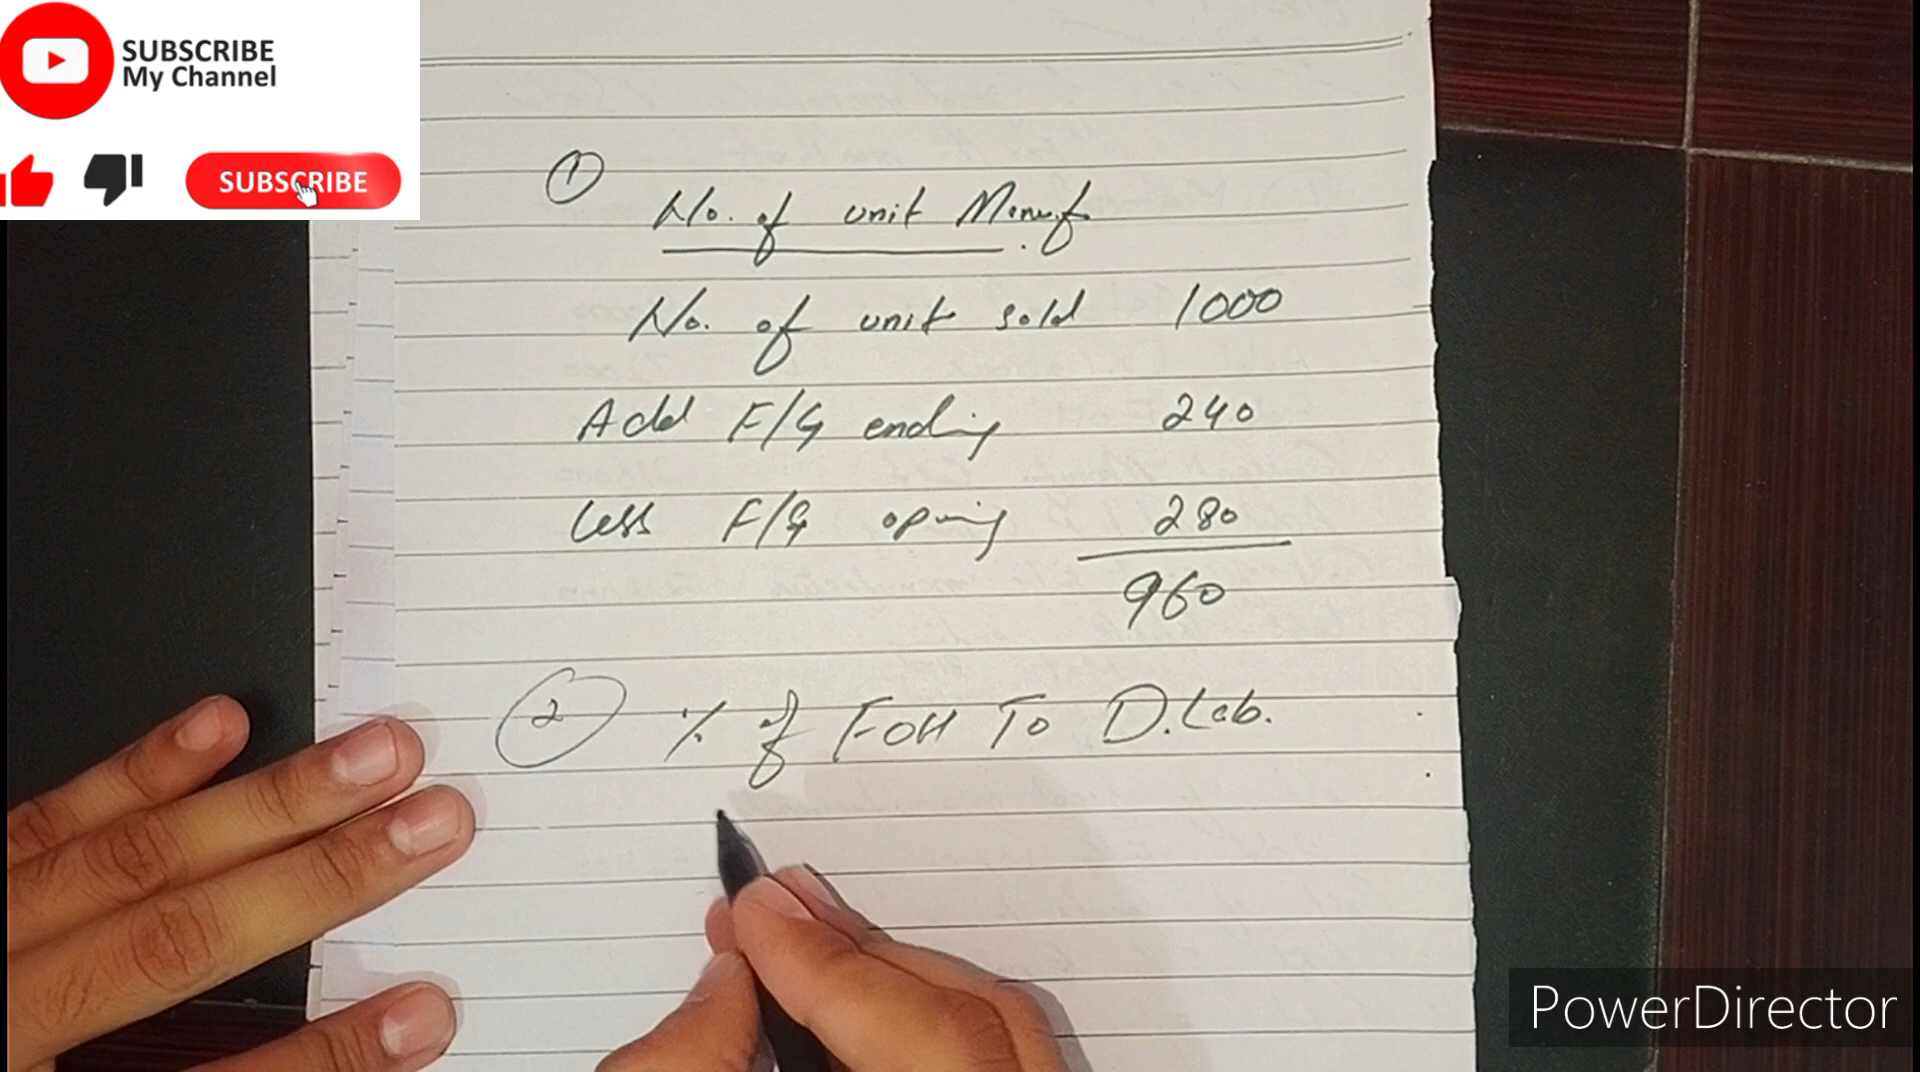 SUBSCRIBE
My Channel
SUBSCRIBE
1
No. of unit Manuf.
No. of unit sold 1000
Add F/G ending 240
Less F/G opening 280
960
2 % of FOH To D.Lab.
PowerDirector